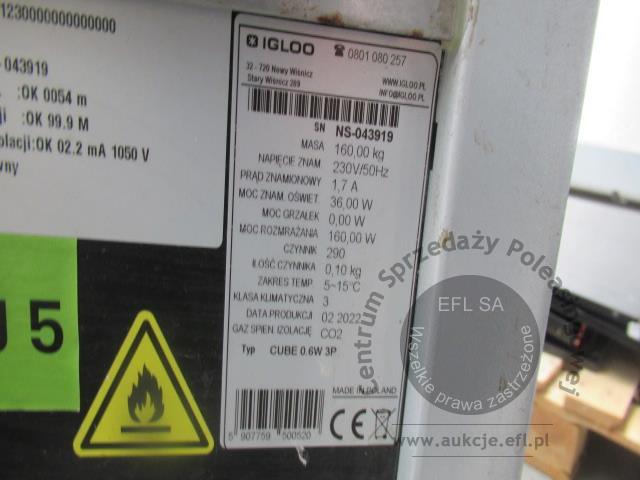 1230000000000000
-043919
:OK 0054 m
:OK 99.9 M
:OK 02.2 mA 1050 V
U 5
IGLOO
☎ 0801 080 257
32 - 720 Nowy Wiśnicz
Stary Wiśnicz 289
WWW.IGLOO.PL
INFO@IGLOO.PL
SN NS-043919
MASA 160,00 kg
NAPIĘCIE ZNAM. 230V/50Hz
PRĄD ZNAMIONOWY 1,7 A
MOC ZNAM. OŚWIET. 36,00 W
MOC GRZAŁEK 0,00 W
MOC ROZMRAŻANIA 160,00 W
CZYNNIK 290
ILOŚĆ CZYNNIKA 0,10 kg
ZAKRES TEMP. 5~15°C
KLASA KLIMATYCZNA 3
DATA PRODUKCJI 02 2022
GAZ SPIEN. IZOLACJĘ CO2
Typ CUBE 0.6W 3P
MADE IN POLAND
5 907759 500520
CE
Centrum Sprzedaży Poleasingowej
EFL SA
Wszelkie prawa zastrzeżone
www.aukcje.efl.pl